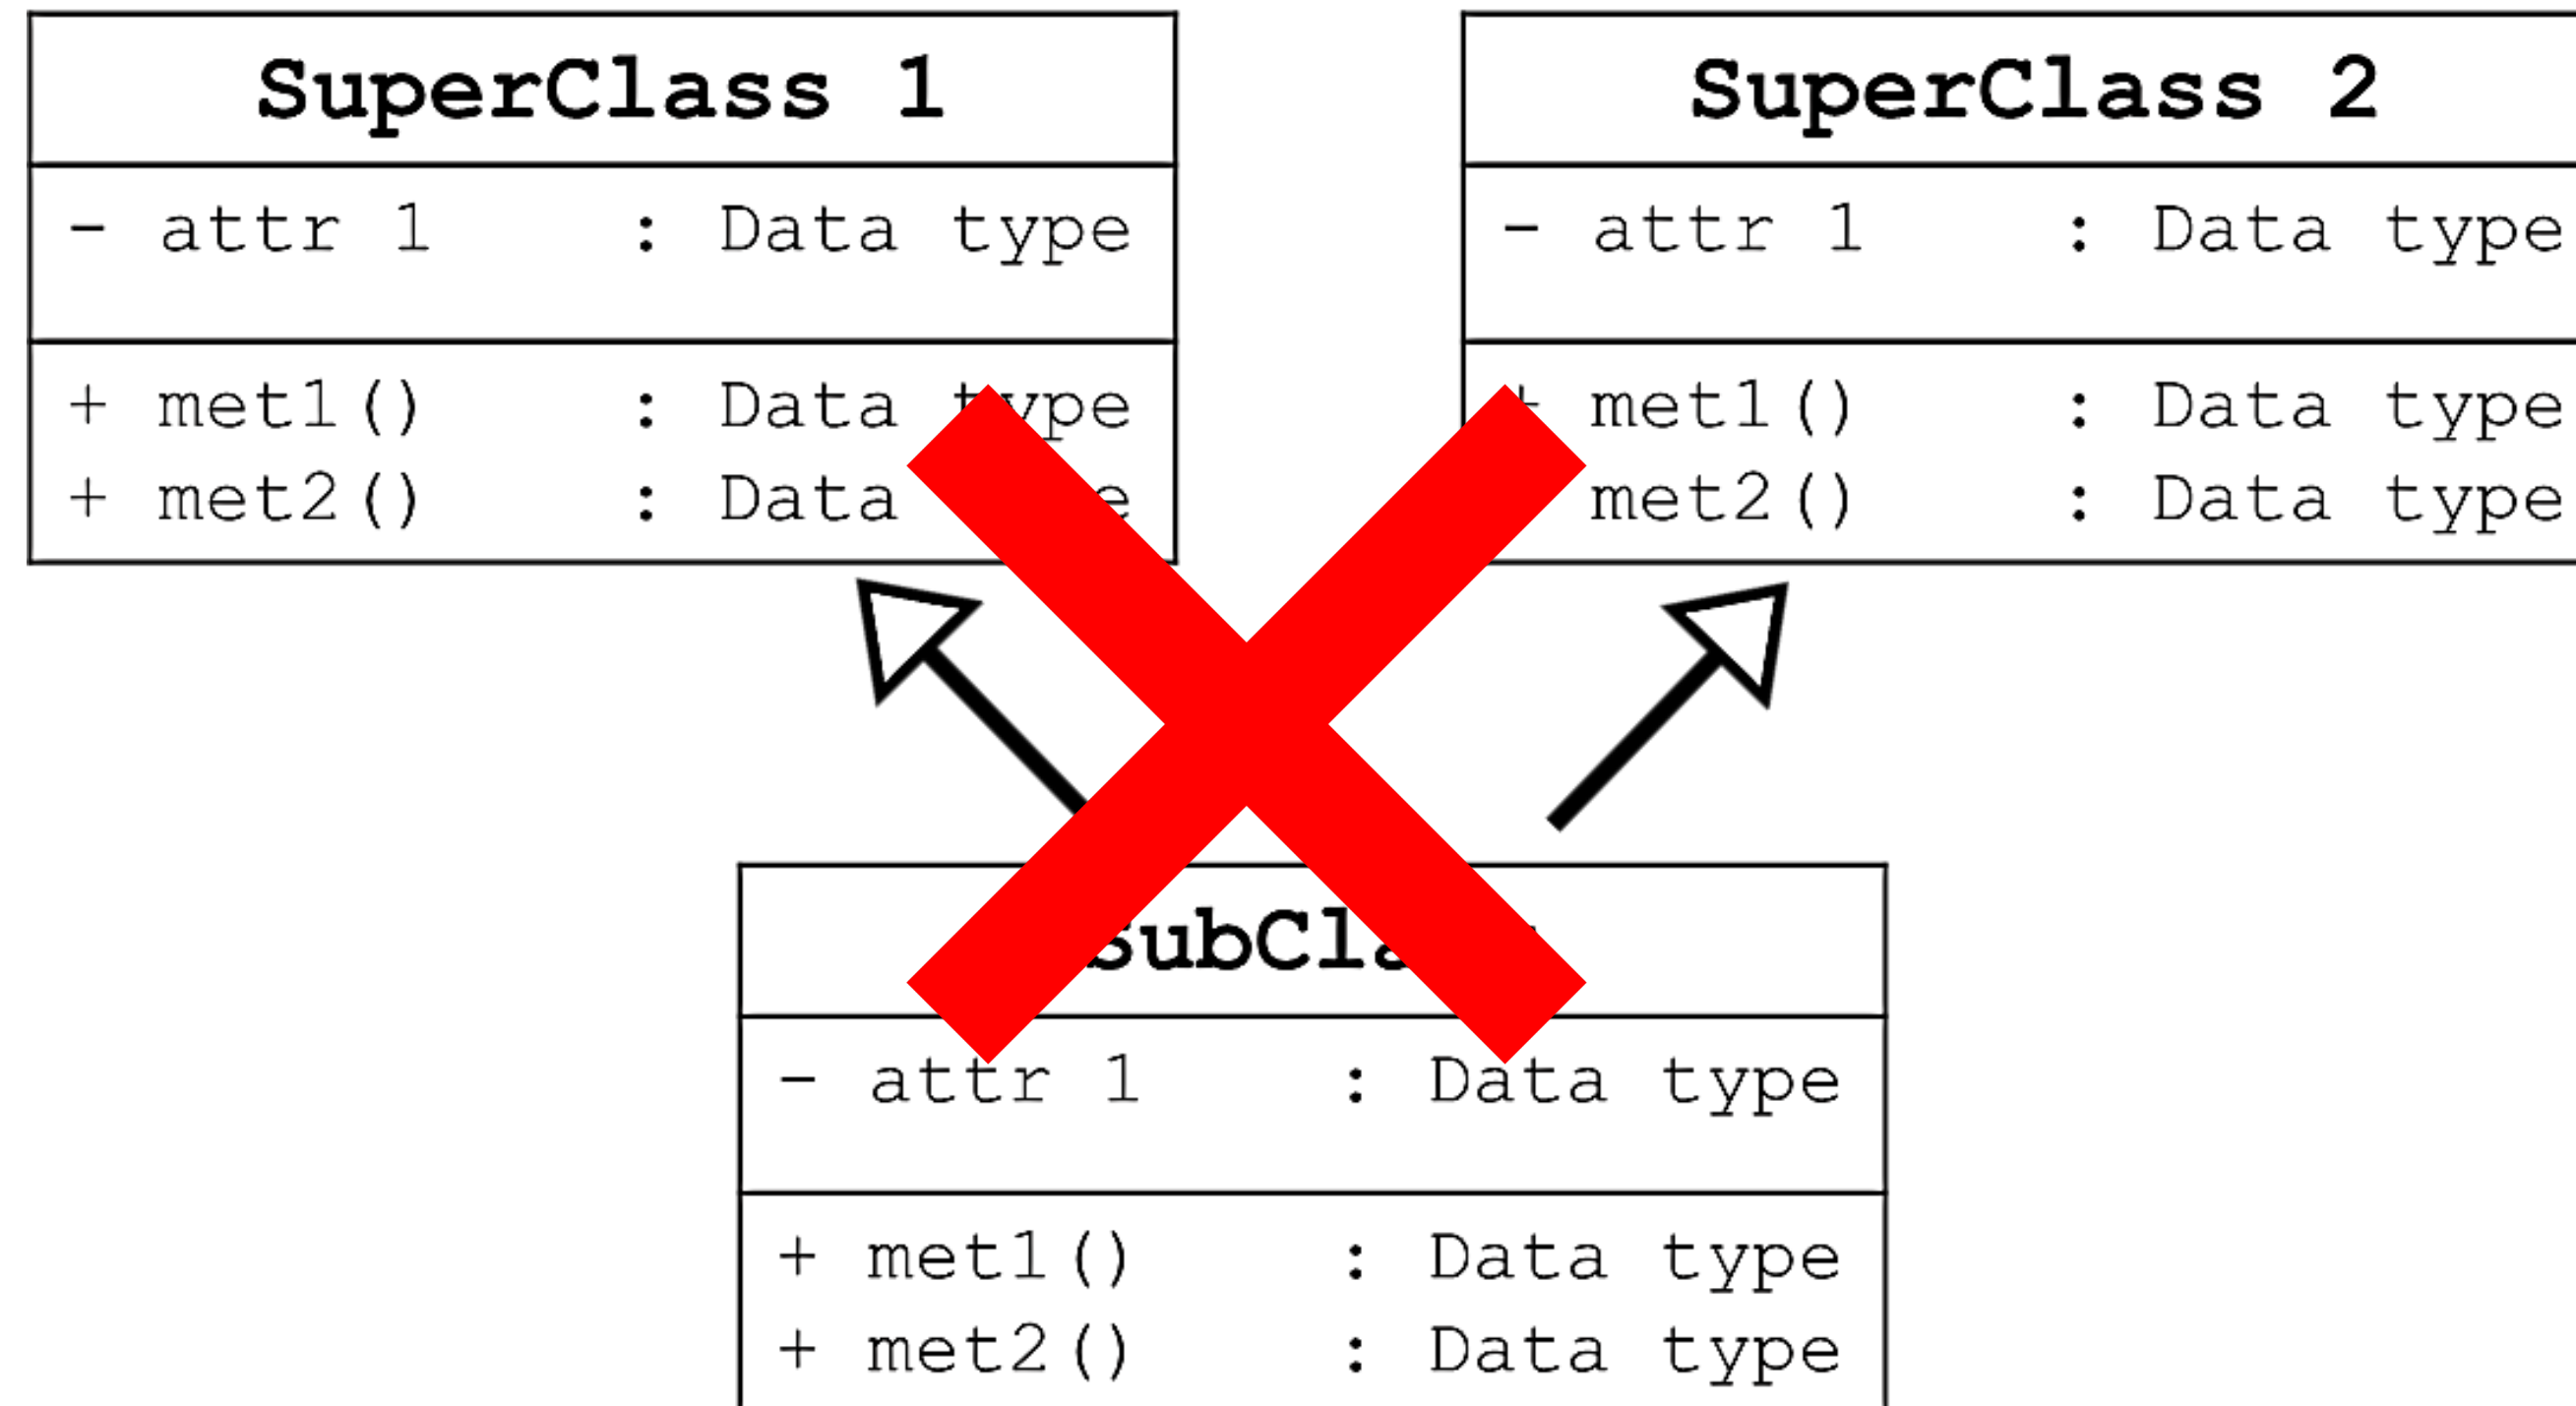 SuperClass 1
- attr 1 : Data type
+ met1() : Data type
+ met2() : Data
SuperClass 2
- attr 1 : Data type
+ met1() : Data type
met2() : Data type
- attr 1 : Data type
+ met1() : Data type
+ met2() : Data type